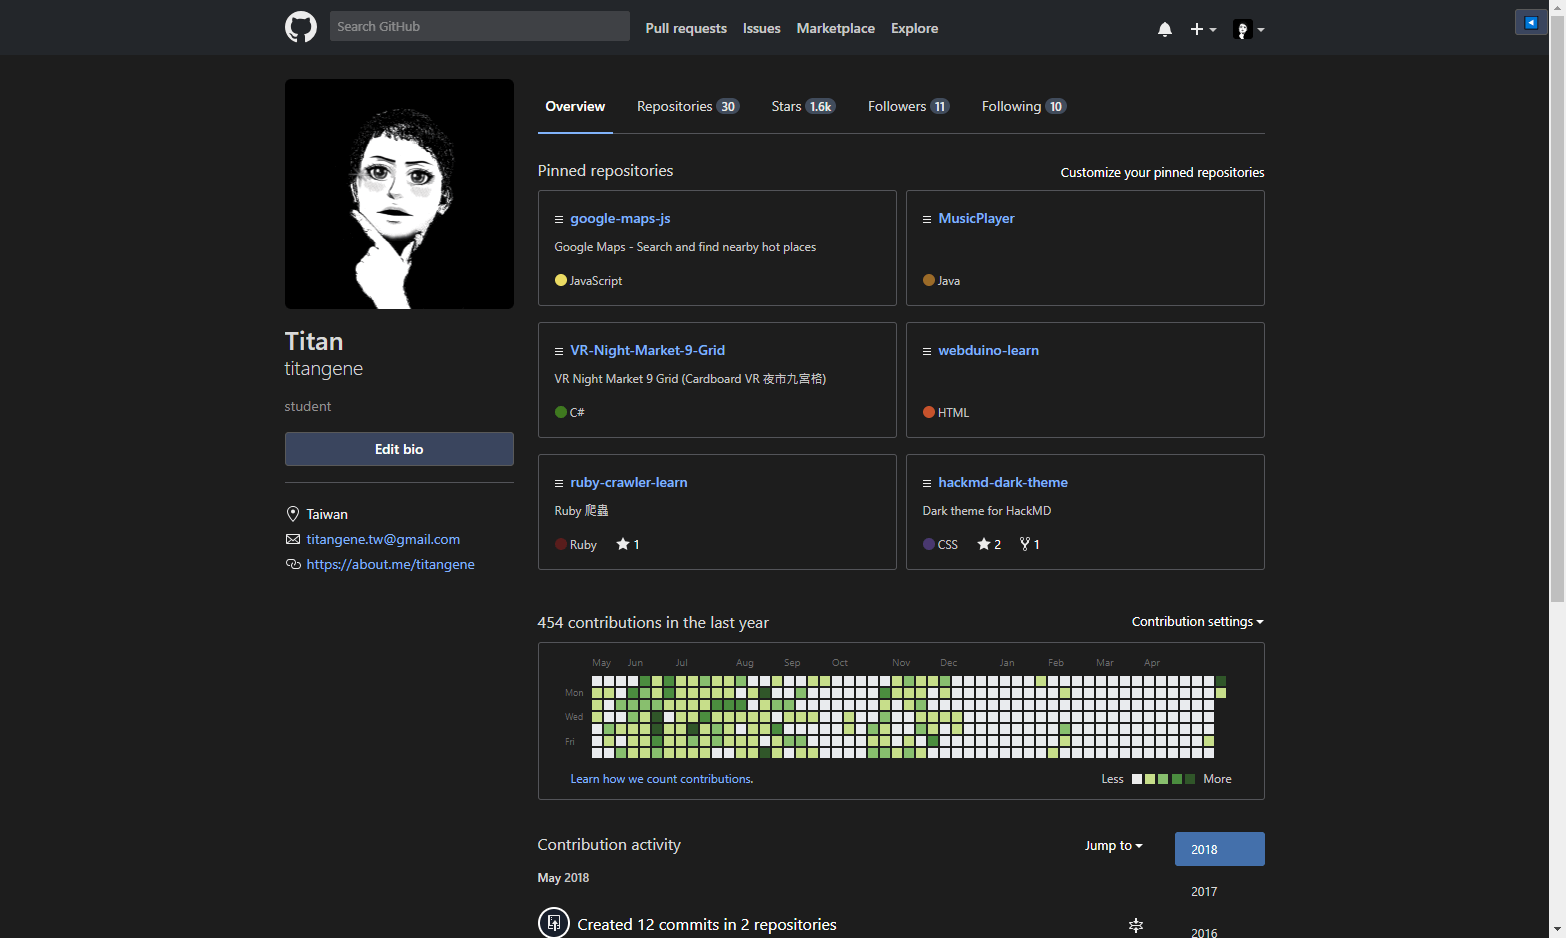 Search GitHub
Pull requests Issues Marketplace Explore
Overview Repositories 30 Stars 1.6k Followers 11 Following 10
Titan
titangene
student
Edit bio
Taiwan
titangene.tw@gmail.com
https://about.me/titangene
Pinned repositories
Customize your pinned repositories
google-maps-js
Google Maps - Search and find nearby hot places
JavaScript
MusicPlayer
Java
VR-Night-Market-9-Grid
VR Night Market 9 Grid (Cardboard VR 夜市九宮格)
C#
webduino-learn
HTML
ruby-crawler-learn
Ruby 爬蟲
Ruby 1
hackmd-dark-theme
Dark theme for HackMD
CSS 2 1
454 contributions in the last year
Contribution settings
May Jun Jul Aug Sep Oct Nov Dec Jan Feb Mar Apr
Mon
Wed
Fri
Learn how we count contributions.
Less More
Contribution activity
Jump to
2018
2017
2016
May 2018
Created 12 commits in 2 repositories